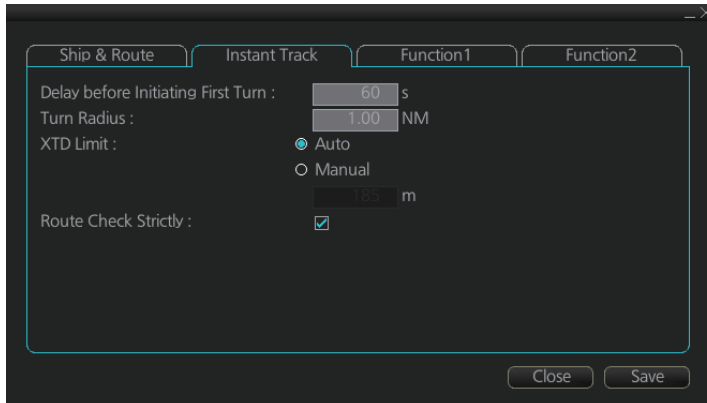 Ship & Route Instant Track Function1 Function2
Delay before Initiating First Turn : 60 s
Turn Radius : 1.00 NM
XTD Limit : Auto
Manual
185 m
Route Check Strictly :
Close Save